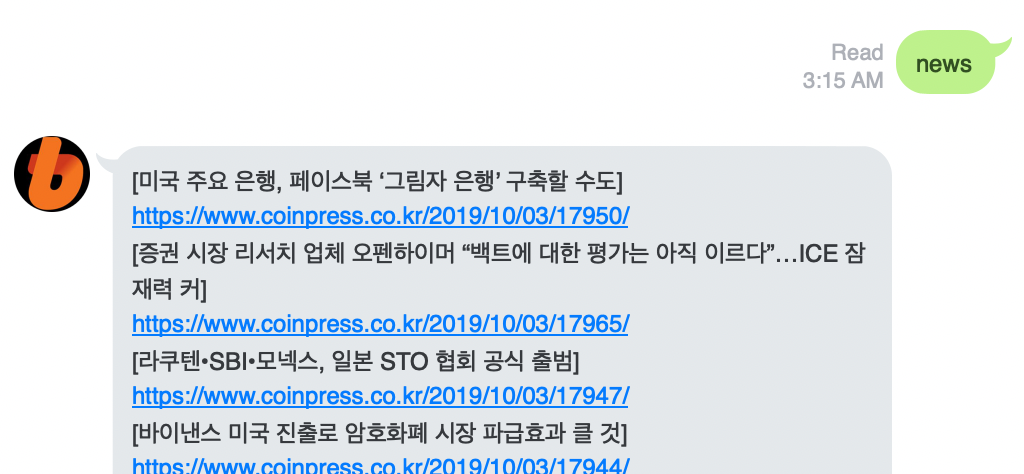 Read
3:15 AM
news
[미국 주요 은행, 페이스북 ‘그림자 은행’ 구축할 수도]
https://www.coinpress.co.kr/2019/10/03/17950/
[증권 시장 리서치 업체 오펜하이머 “백트에 대한 평가는 아직 이르다”…ICE 잠
재력 커]
https://www.coinpress.co.kr/2019/10/03/17965/
[라쿠텐•SBI•모넥스, 일본 STO 협회 공식 출범]
https://www.coinpress.co.kr/2019/10/03/17947/
[바이낸스 미국 진출로 암호화폐 시장 파급효과 클 것]
https://www.coinpress.co.kr/2019/10/03/17944/